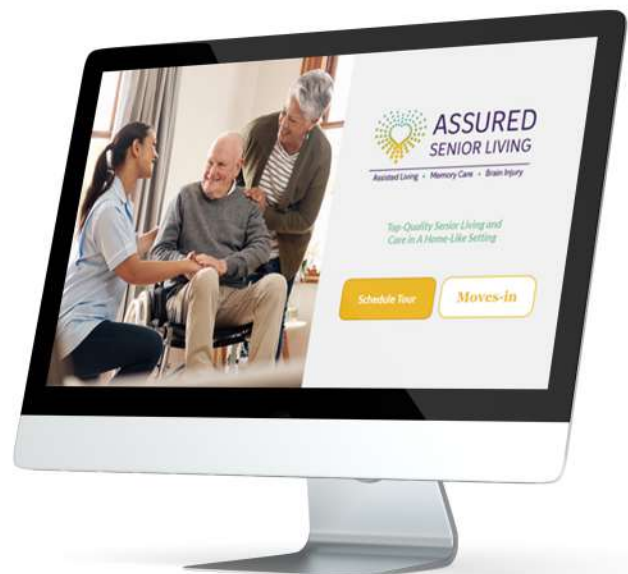 ASSURED
SENIOR LIVING
Assisted Living • Memory Care • Brain Injury
Top-Quality Senior Living and
Care in A Home-Like Setting
Schedule Tour
Moves-in